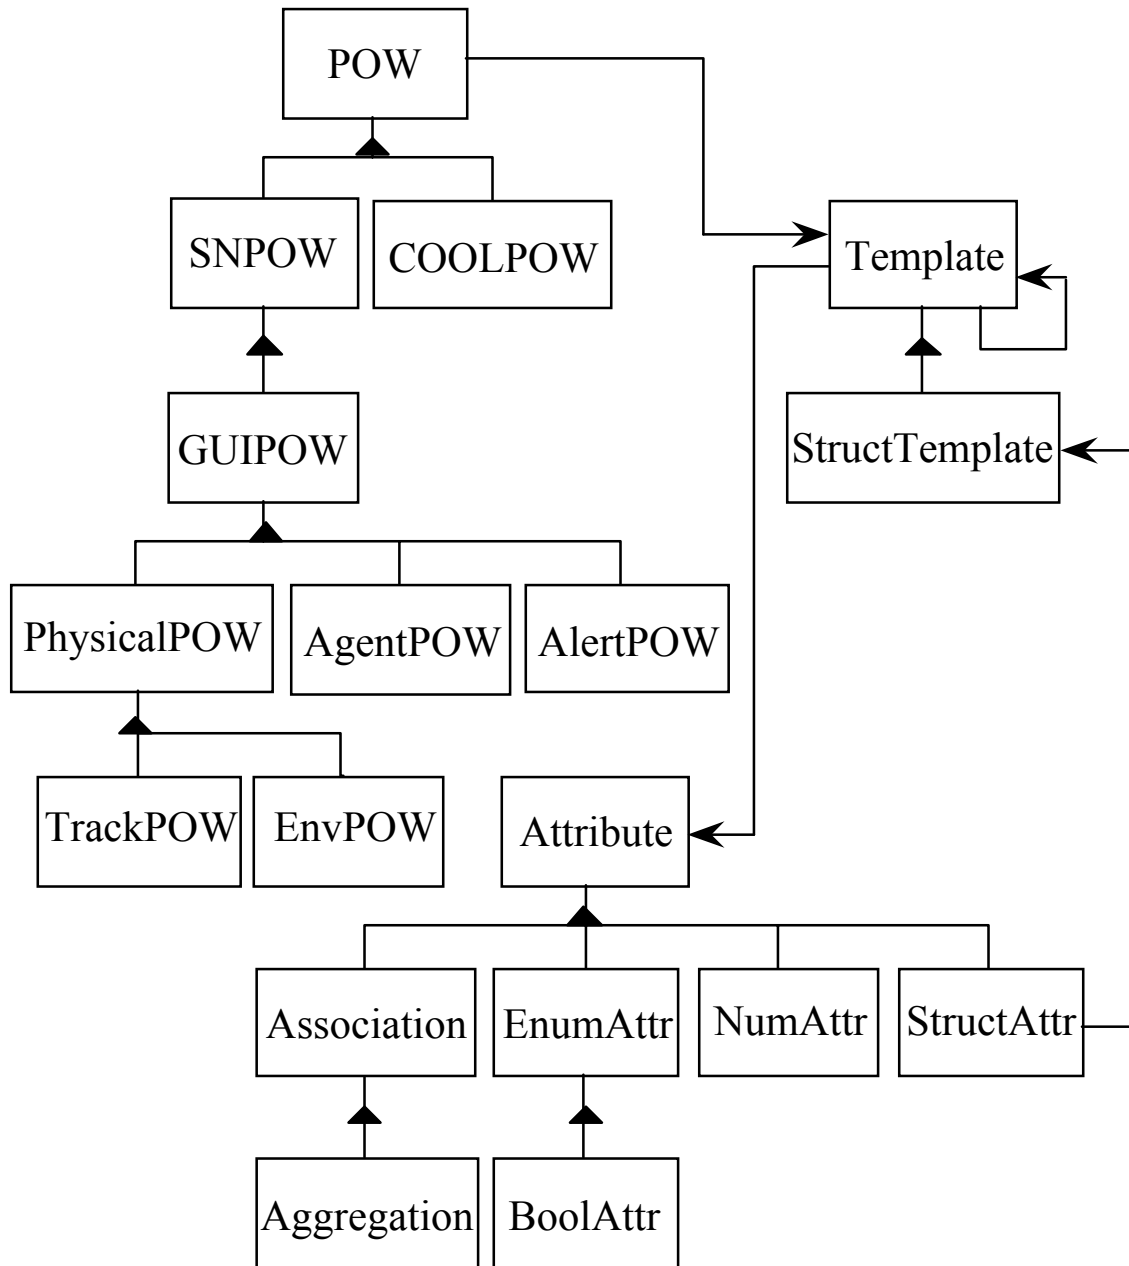 POW
SNPOW
COOLPOW
Template
GUIPOW
StructTemplate
PhysicalPOW
AgentPOW
AlertPOW
TrackPOW
EnvPOW
Attribute
Association
EnumAttr
NumAttr
StructAttr
Aggregation
BoolAttr